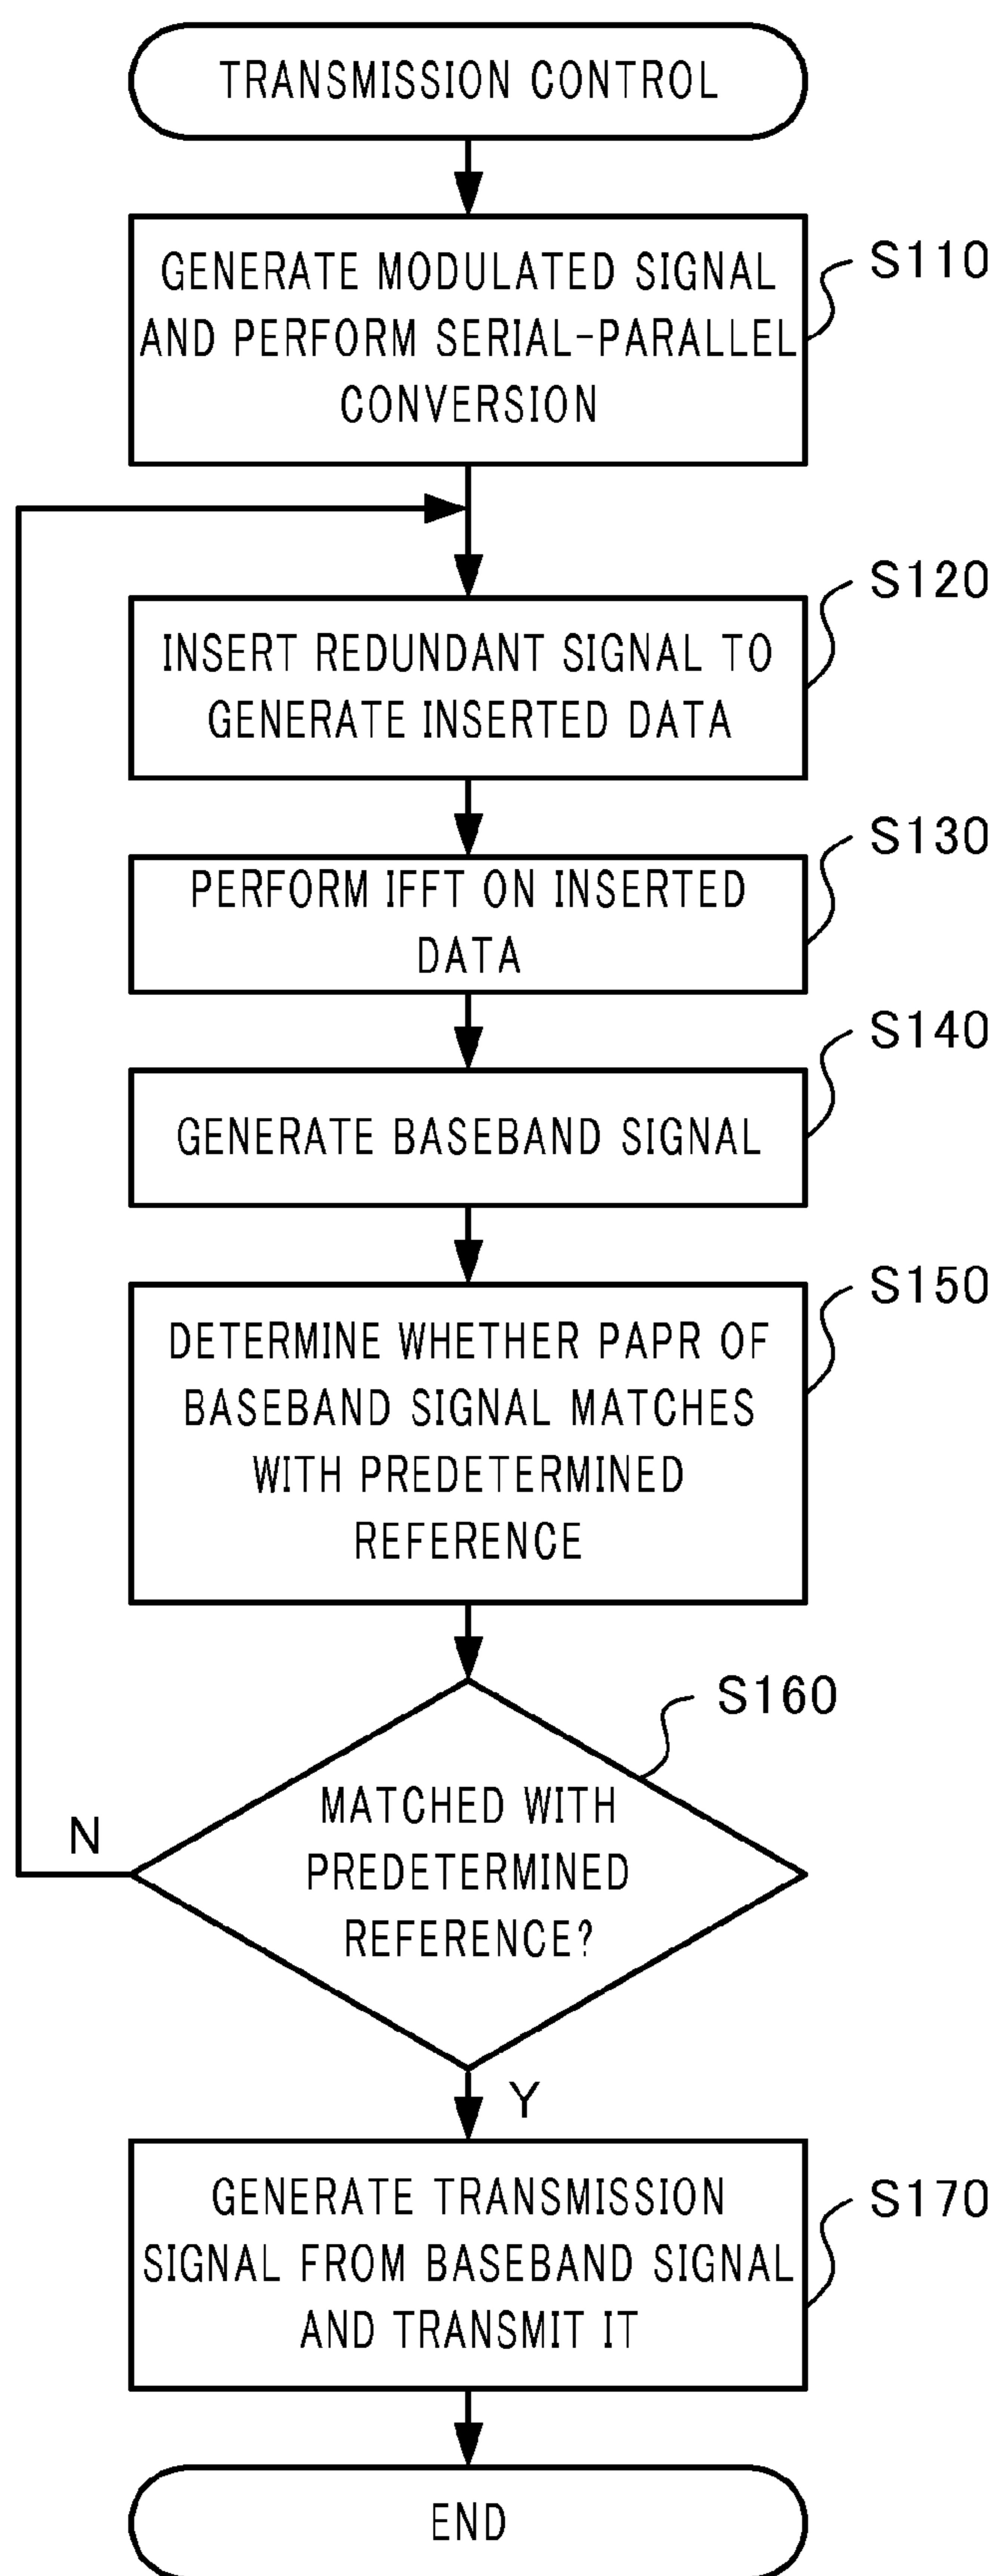 TRANSMISSION CONTROL
GENERATE MODULATED SIGNAL
AND PERFORM SERIAL-PARALLEL
CONVERSION
S110
INSERT REDUNDANT SIGNAL TO
GENERATE INSERTED DATA
S120
PERFORM IFFT ON INSERTED
DATA
S130
GENERATE BASEBAND SIGNAL
S140
DETERMINE WHETHER PAPR OF
BASEBAND SIGNAL MATCHES
WITH PREDETERMINED
REFERENCE
S150
MATCHED WITH
PREDETERMINED
REFERENCE?
S160
N
Y
GENERATE TRANSMISSION
SIGNAL FROM BASEBAND SIGNAL
AND TRANSMIT IT
S170
END